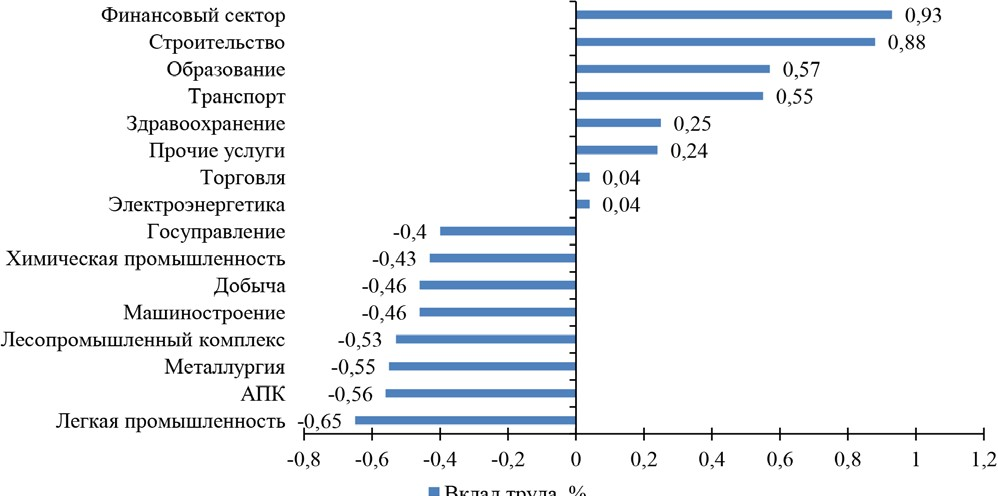 Финансовый сектор 0,93
Строительство 0,88
Образование 0,57
Транспорт 0,55
Здравоохранение 0,25
Прочие услуги 0,24
Торговля 0,04
Электроэнергетика 0,04
Госуправление -0,4
Химическая промышленность -0,43
Добыча -0,46
Машиностроение -0,46
Лесопромышленный комплекс -0,53
Металлургия -0,55
АПК -0,56
Легкая промышленность -0,65
-0,8 -0,6 -0,4 -0,2 0 0,2 0,4 0,6 0,8 1 1,2
Вклад труда, %